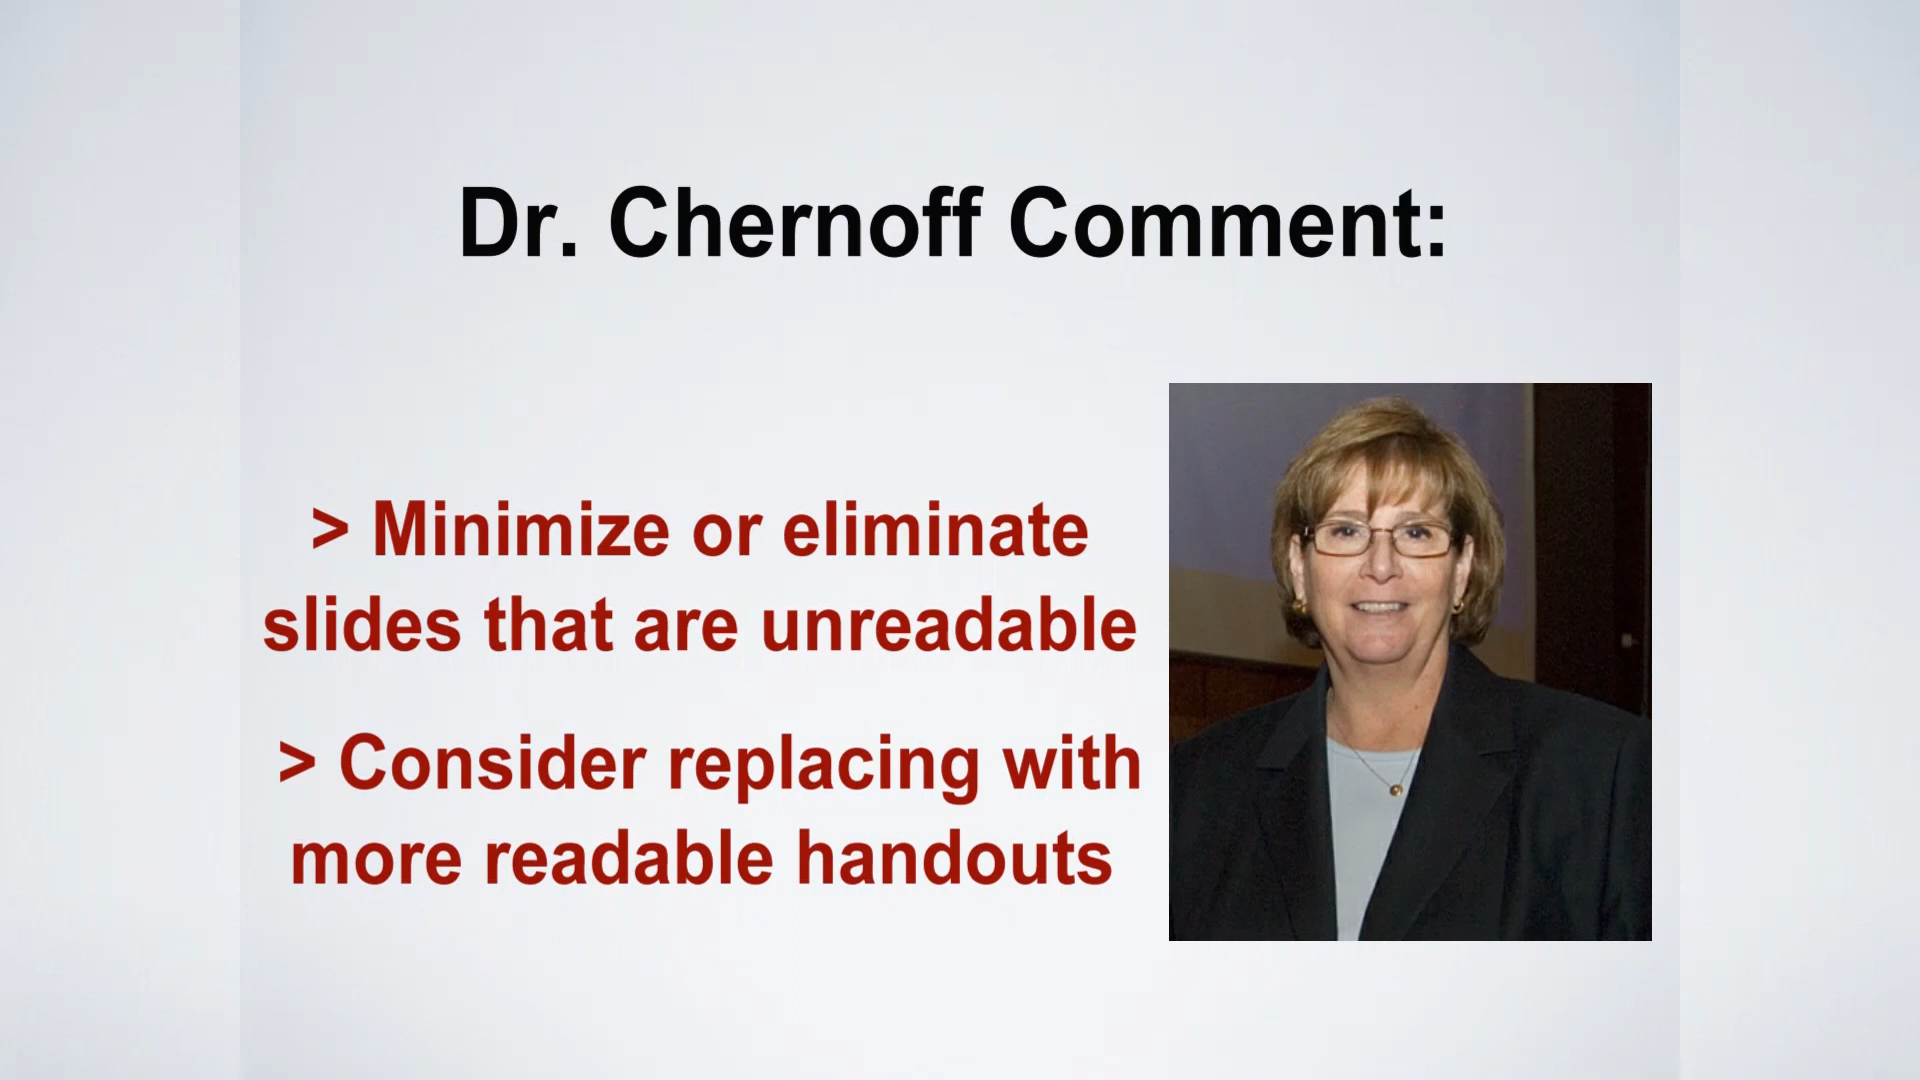 Dr. Chernoff Comment:
> Minimize or eliminate
slides that are unreadable
> Consider replacing with
more readable handouts